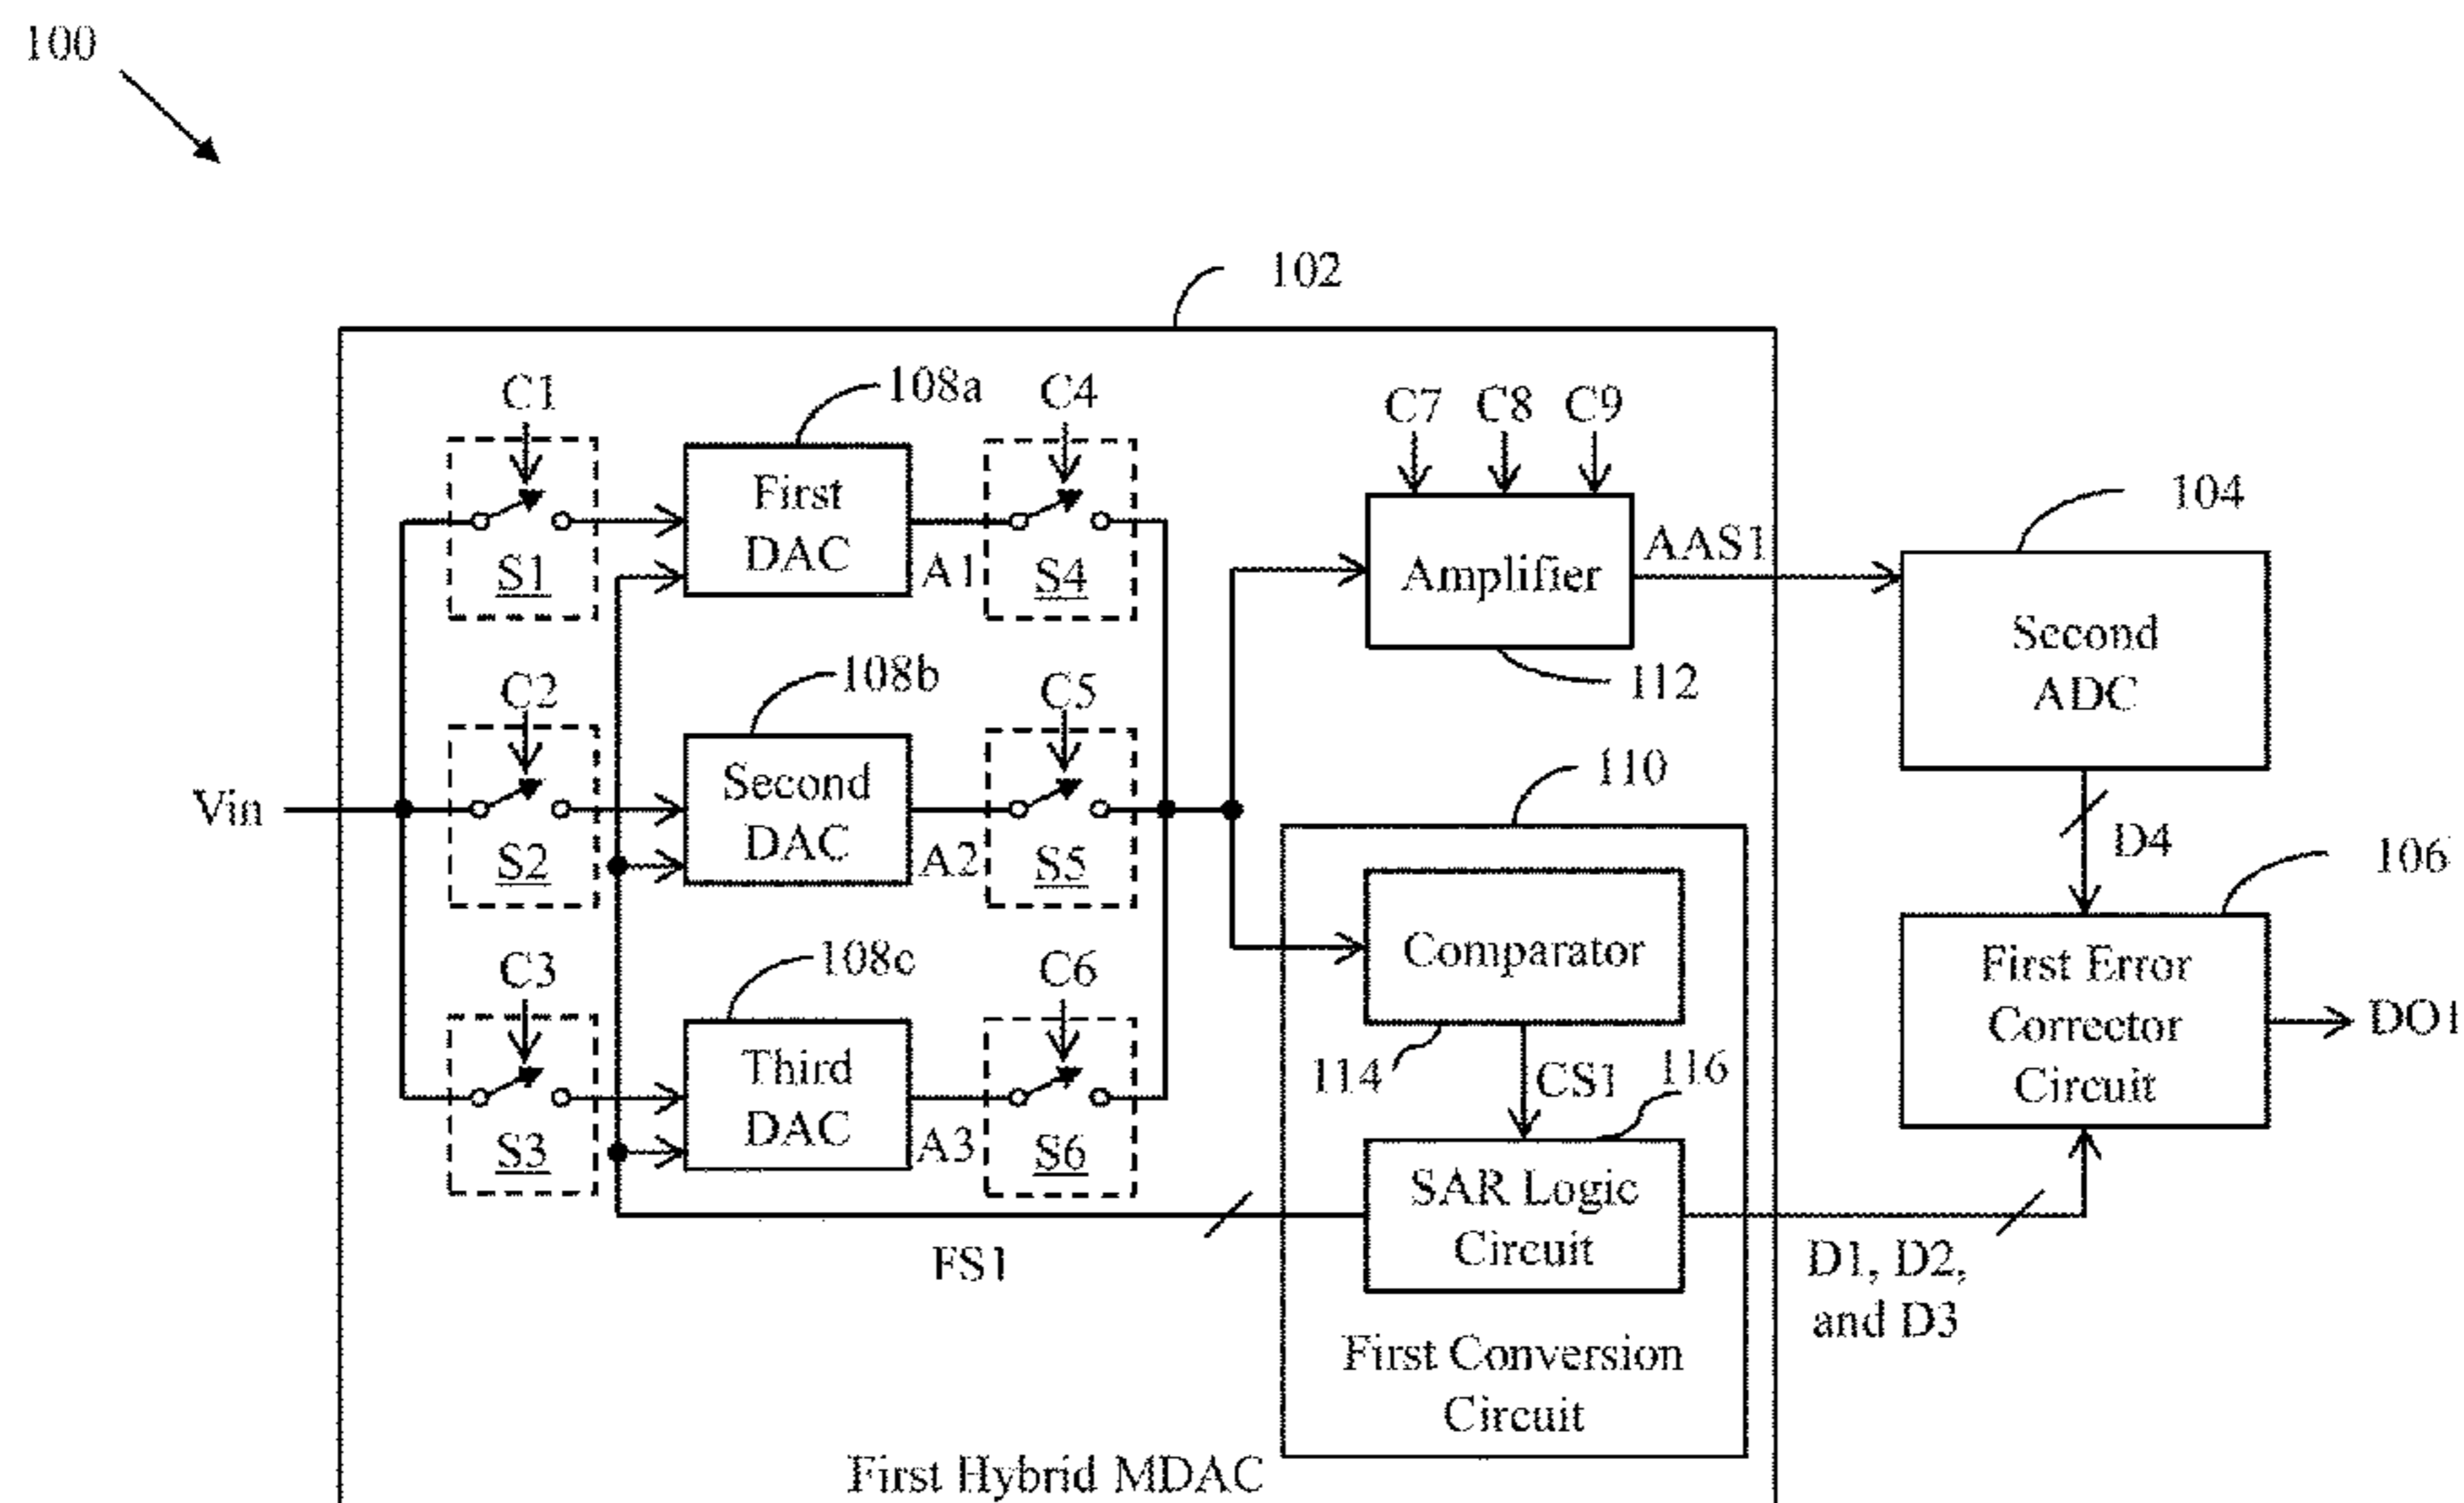 100
102
C1
108a
C4
C7 C8 C9
104
First
DAC
A1
S1
S4
Amplifier
AAS1
112
Second
ADC
C2
108b
C5
110
Vin
Second
DAC
A2
S2
S5
D4
106
Comparator
C3
108c
C6
First Error
Corrector
Circuit
DO1
114
CS1
116
Third
DAC
A3
S3
S6
SAR Logic
Circuit
FS1
D1, D2,
and D3
First Conversion
Circuit
First Hybrid MDAC